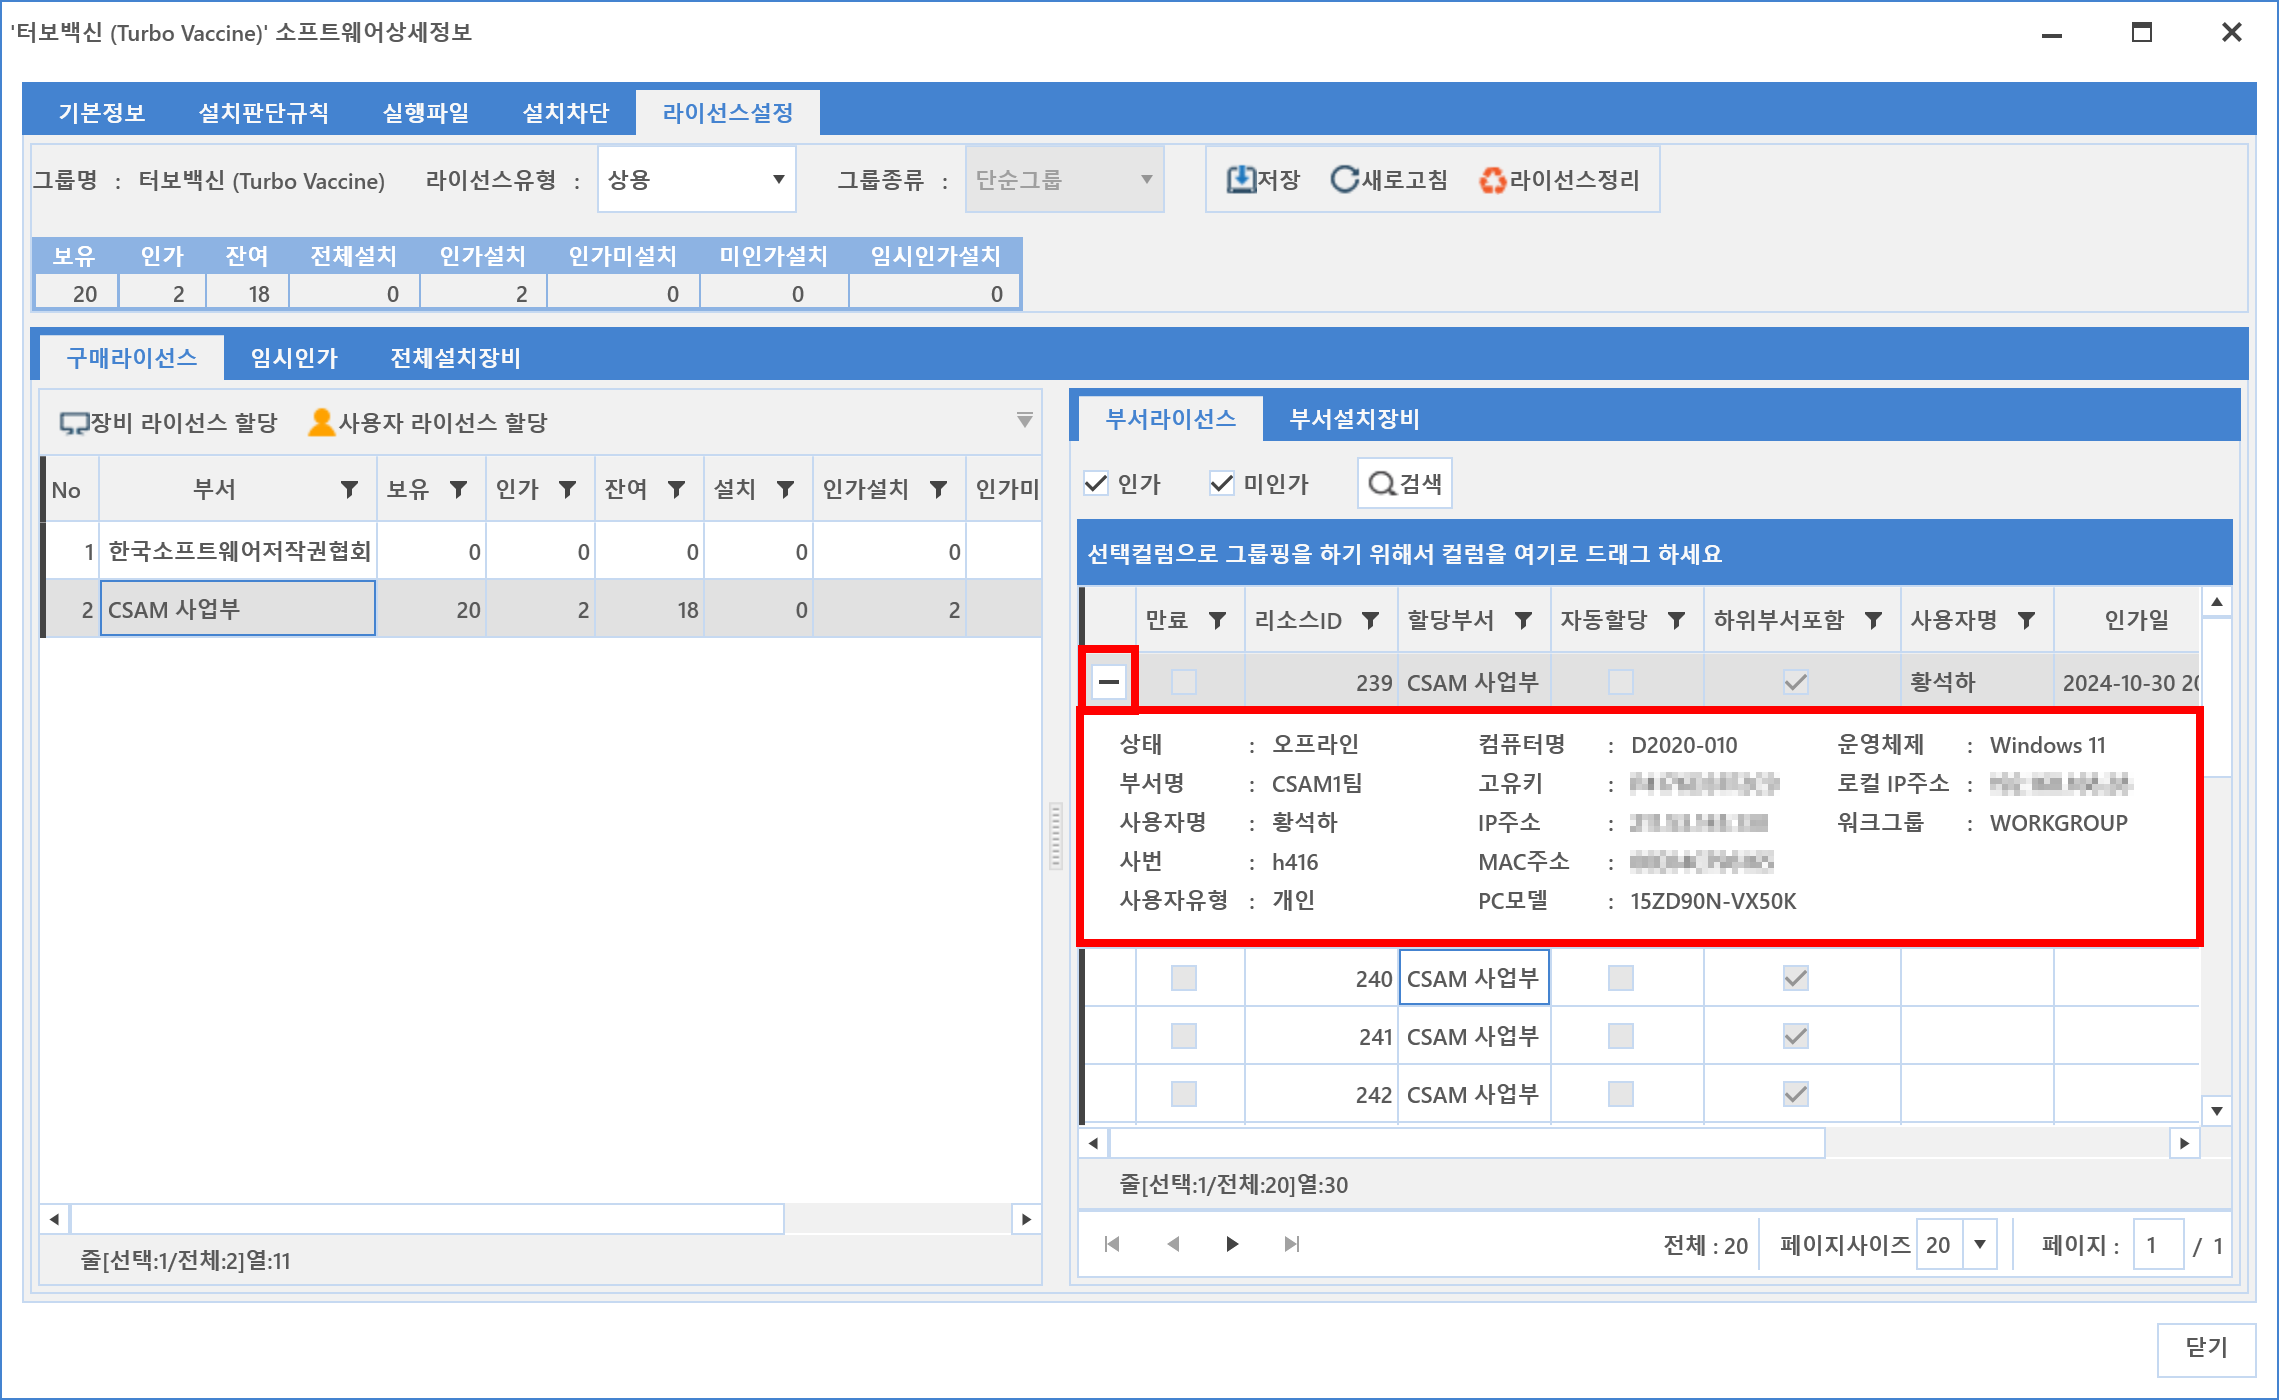 '터보백신 (Turbo Vaccine)' 소프트웨어상세정보
기본정보 설치판단규칙 실행파일 설치차단 라이선스설정
그룹명 : 터보백신 (Turbo Vaccine) 라이선스유형 : 상용 그룹종류 : 단순그룹 저장 새로고침 라이선스정리
보유 인가 잔여 전체설치 인가설치 인가미설치 미인가설치 임시인가설치
20 2 18 0 2 0 0 0
구매라이선스 임시인가 전체설치장비
장비 라이선스 할당 사용자 라이선스 할당
No 부서 보유 인가 잔여 설치 인가설치 인가미
1 한국소프트웨어저작권협회 0 0 0 0 0
2 CSAM 사업부 20 2 18 0 2
줄[선택:1/전체:2]열:11
부서라이선스 부서설치장비
인가 미인가 검색
선택컬럼으로 그룹핑을 하기 위해서 컬럼을 여기로 드래그 하세요
만료 리소스ID 할당부서 자동할당 하위부서포함 사용자명 인가일
239 CSAM 사업부 황석하 2024-10-30 20
상태 : 오프라인 컴퓨터명 : D2020-010 운영체제 : Windows 11
부서명 : CSAM1팀 고유키 : 로컬 IP주소 :
사용자명 : 황석하 IP주소 : 워크그룹 : WORKGROUP
사번 : h416 MAC주소 :
사용자유형 : 개인 PC모델 : 15ZD90N-VX50K
240 CSAM 사업부
241 CSAM 사업부
242 CSAM 사업부
줄[선택:1/전체:20]열:30
전체 : 20 페이지사이즈 20 페이지 : 1 / 1
닫기